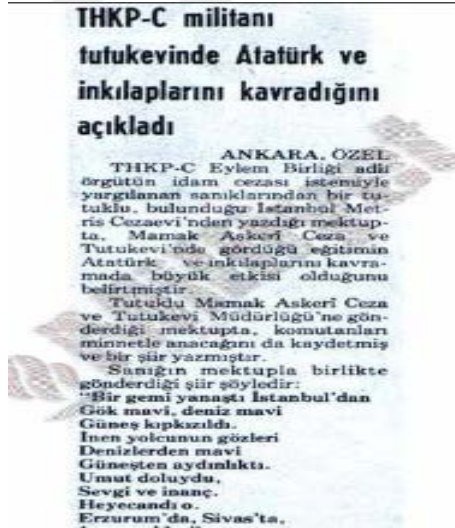 THKP-C militanı
tutukevinde Atatürk ve
inkılaplarını kavradığını
açıkladı
ANKARA, ÖZEL
THKP-C Eylem Birliği adlı
örgütün idam cezası istemiyle
yargılanan sanıklarından bir tu-
tuklu, bulunduğu İstanbul Met-
ris Cezaevi'nden yazdığı mektup-
ta, Mamak Askerî Ceza ve
Tutukevi'nde gördüğü eğitimin
Atatürk ve inkılaplarını kavra-
mada büyük etkisi olduğunu
belirtmiştir.
Tutuklu Mamak Askerî Ceza
ve Tutukevi Müdürlüğü'ne gön-
derdiği mektupta, komutanları
minnetle anacağını da kaydetmiş
ve bir şiir yazmıştır.
Sanığın mektupla birlikte
gönderdiği şiir şöyledir:
"Bir gemi yanaştı İstanbul'dan
Gök mavi, deniz mavi
Güneş kıpkızıldı.
İnen yolcunun gözleri
Denizlerden mavi
Güneşten aydınlıktı.
Umut doluydu,
Sevgi ve inanç.
Heyecandı o.
Erzurum'da, Sivas'ta,